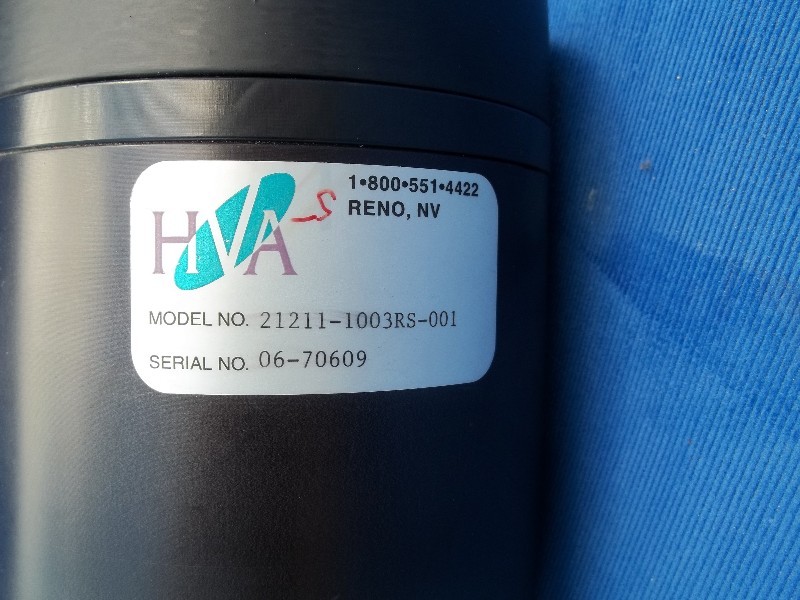 HVA
1•800•551•4422
RENO, NV
MODEL NO. 21211-1003RS-001
SERIAL NO. 06-70609